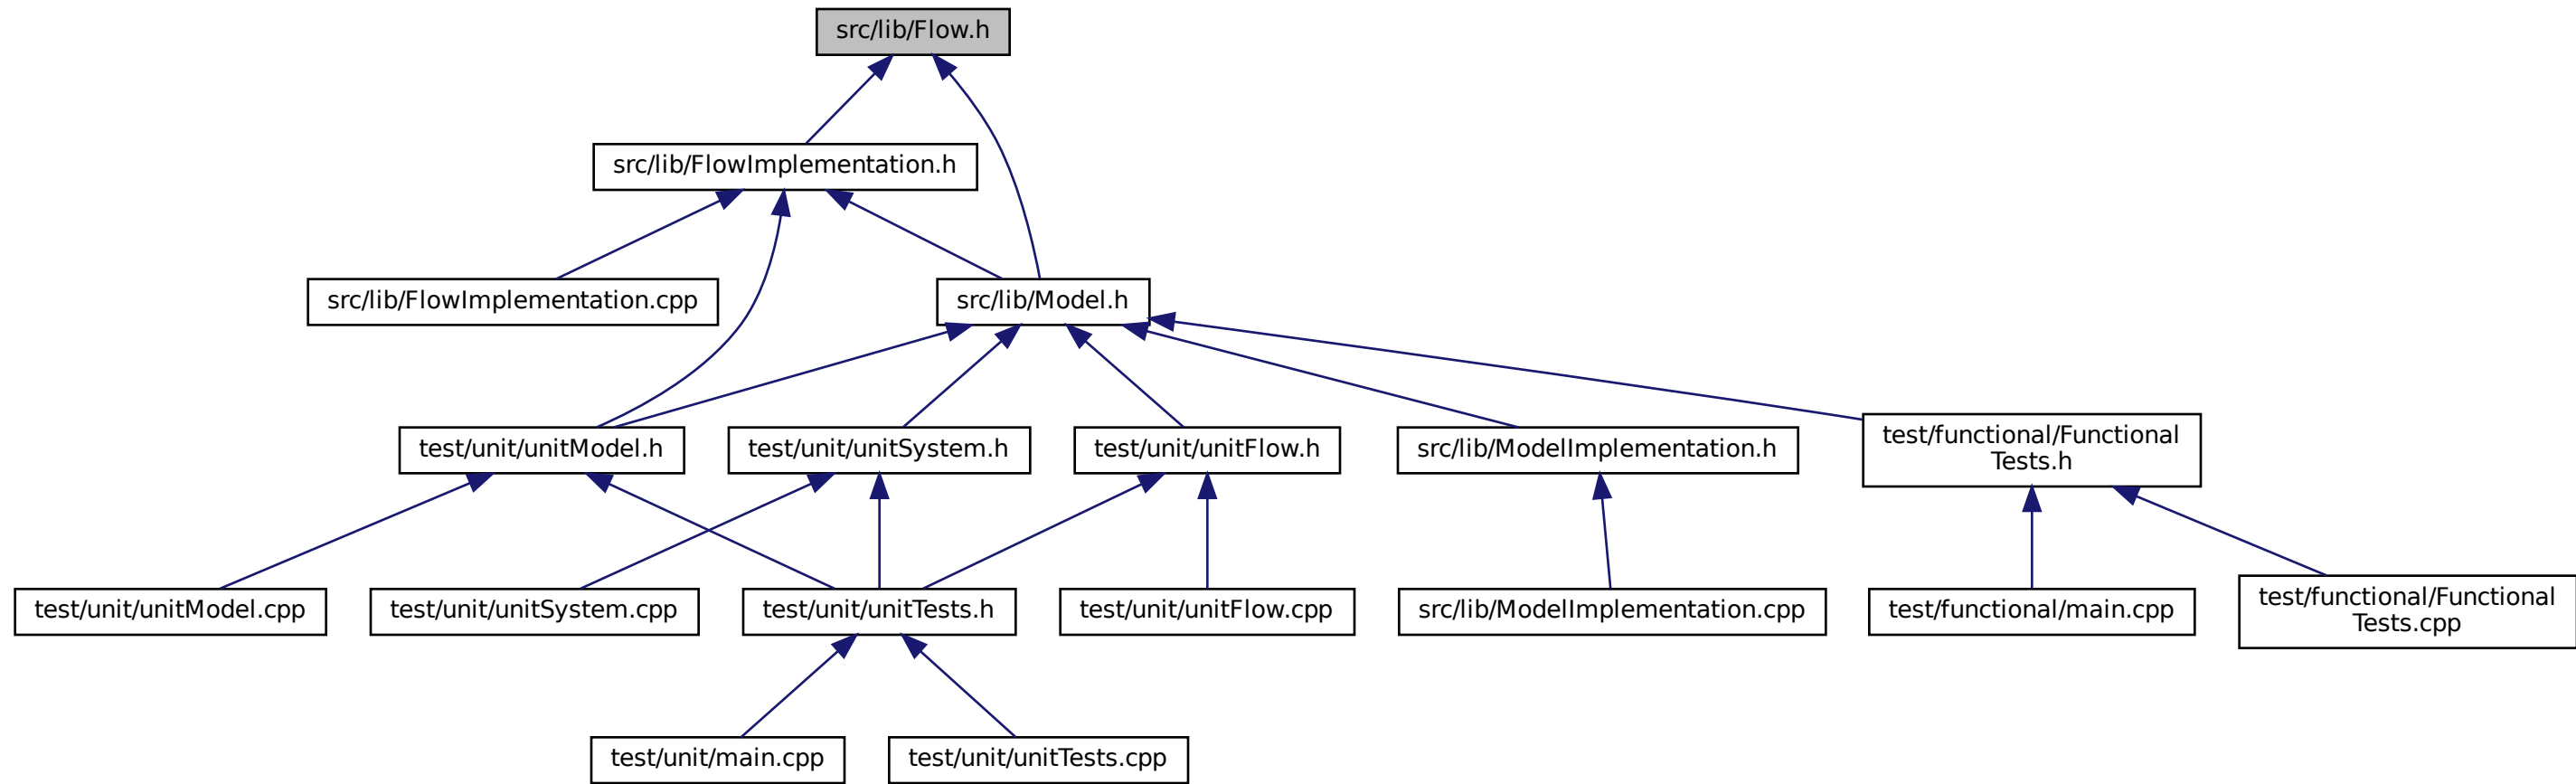 src/lib/Flow.h
src/lib/FlowImplementation.h
src/lib/FlowImplementation.cpp
src/lib/Model.h
test/unit/unitModel.h
test/unit/unitSystem.h
test/unit/unitFlow.h
src/lib/ModelImplementation.h
test/functional/Functional
Tests.h
test/unit/unitModel.cpp
test/unit/unitSystem.cpp
test/unit/unitTests.h
test/unit/unitFlow.cpp
src/lib/ModelImplementation.cpp
test/functional/main.cpp
test/functional/Functional
Tests.cpp
test/unit/main.cpp
test/unit/unitTests.cpp